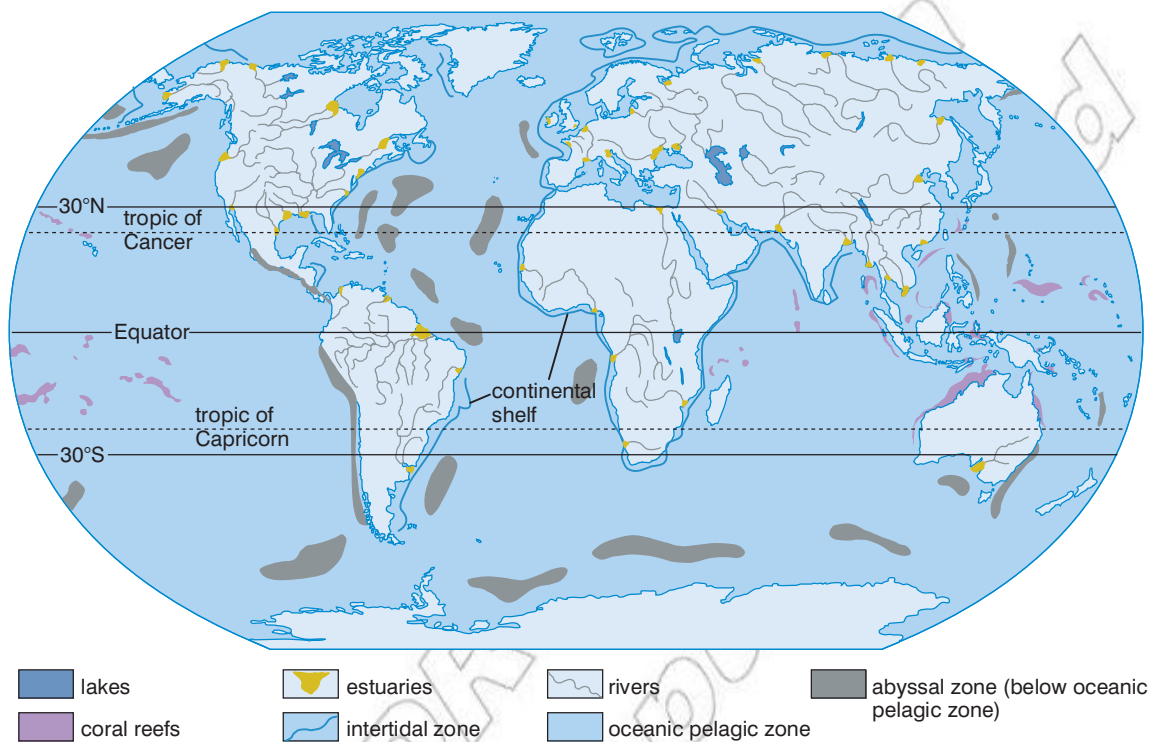 30°N
tropic of
Cancer
Equator
continental
shelf
tropic of
Capricorn
30°S
lakes
estuaries
rivers
abyssal zone (below oceanic
pelagic zone)
coral reefs
intertidal zone
oceanic pelagic zone